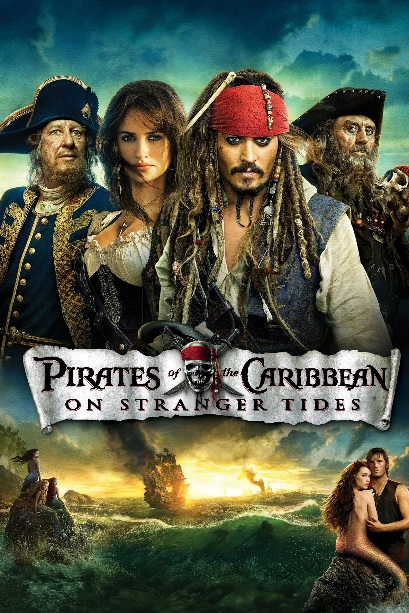 PIRATES of the CARIBBEAN
ON STRANGER TIDES